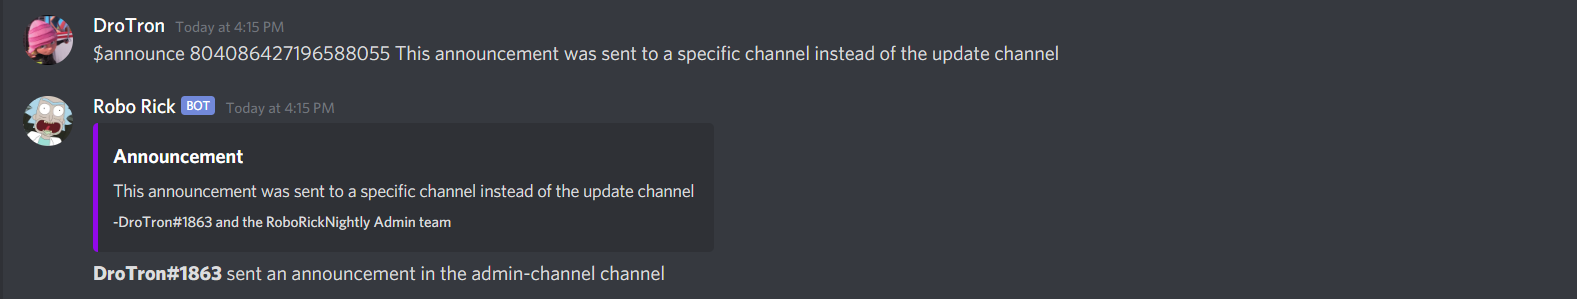 DroTron Today at 4:15 PM
$announce 804086427196588055 This announcement was sent to a specific channel instead of the update channel
Robo Rick BOT Today at 4:15 PM
Announcement
This announcement was sent to a specific channel instead of the update channel
-DroTron#1863 and the RoboRickNightly Admin team
DroTron#1863 sent an announcement in the admin-channel channel